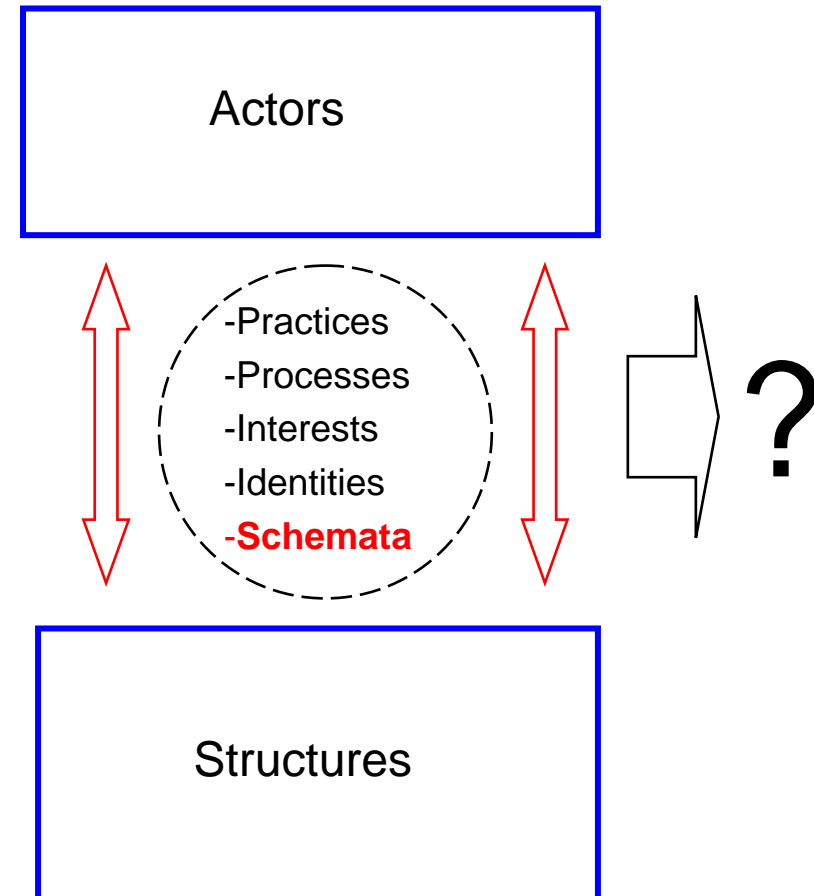 Actors
-Practices
-Processes
-Interests
-Identities
-Schemata
?
Structures